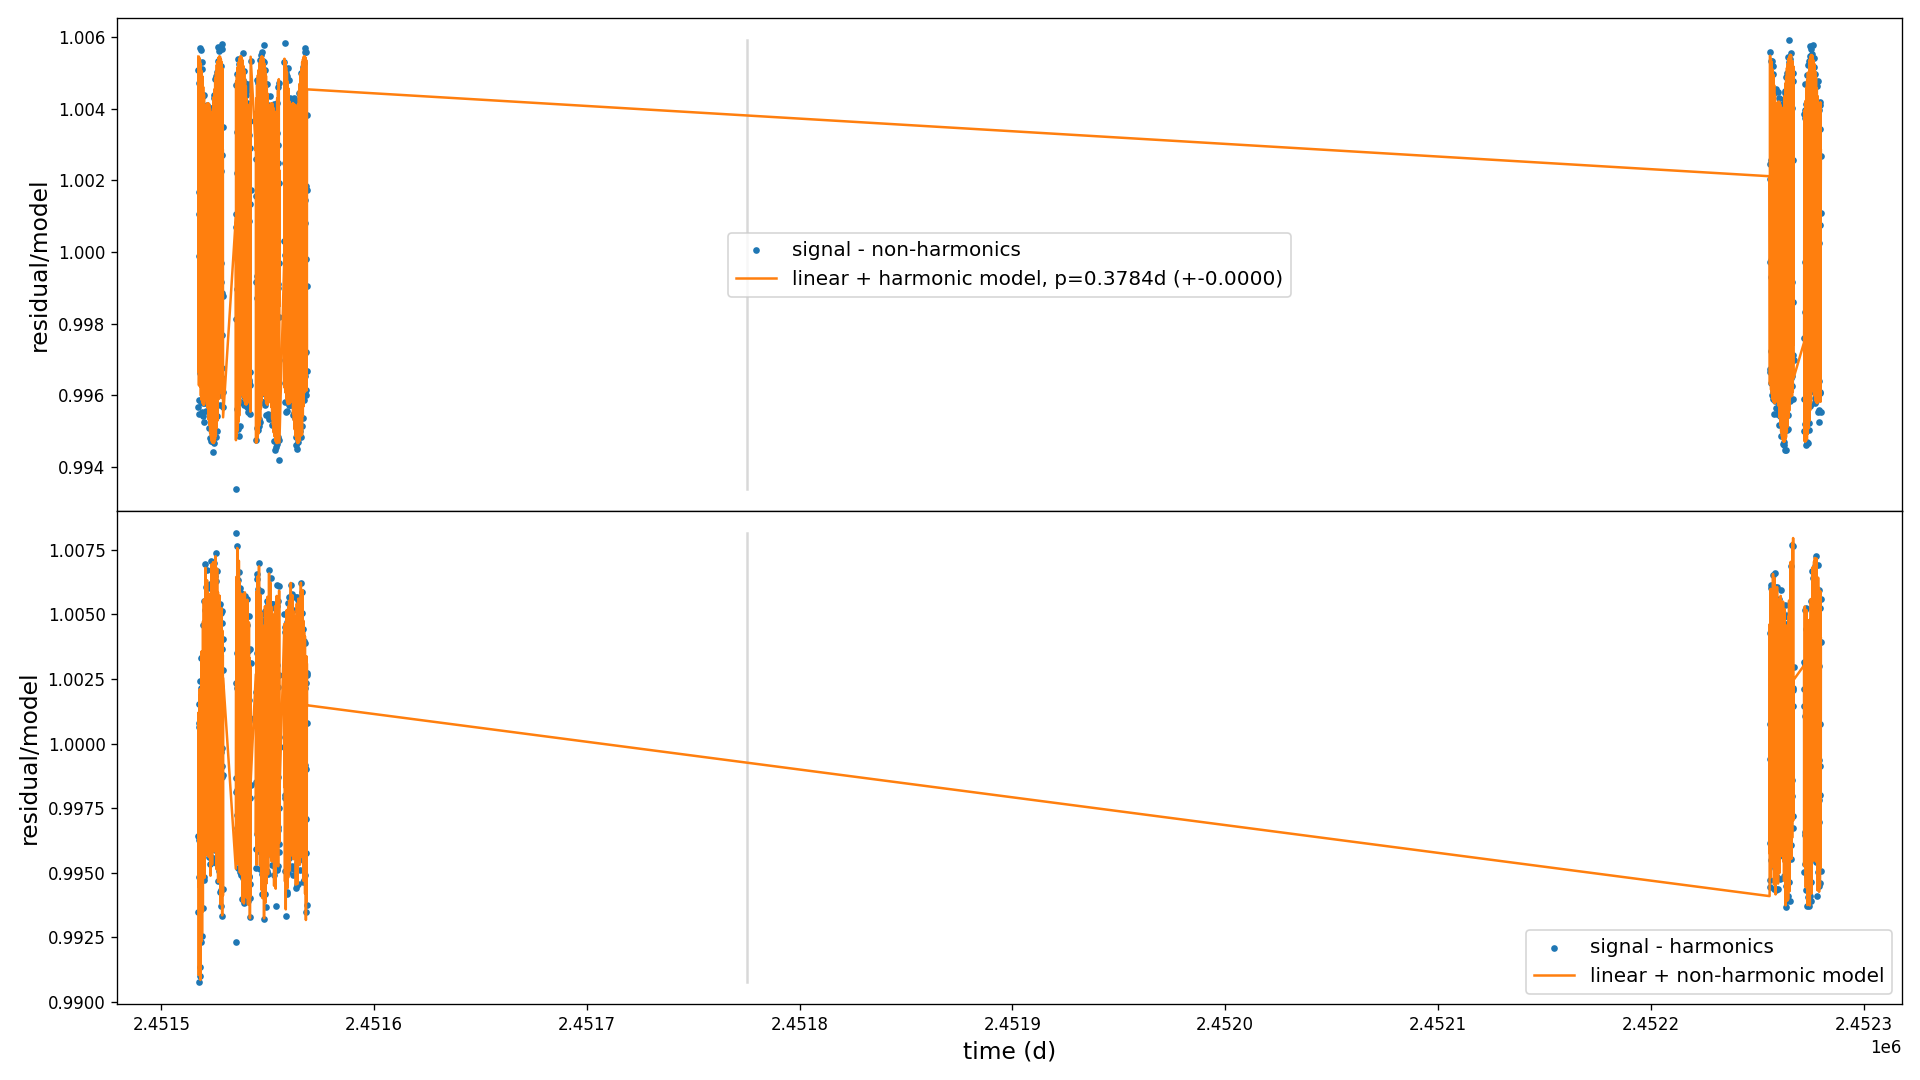 1.006
1.004
1.002
1.000
0.998
0.996
0.994
residual/model
signal - non-harmonics
linear + harmonic model, p=0.3784d (+-0.0000)
1.0075
1.0050
1.0025
1.0000
0.9975
0.9950
0.9925
0.9900
residual/model
signal - harmonics
linear + non-harmonic model
2.4515 2.4516 2.4517 2.4518 2.4519 2.4520 2.4521 2.4522 2.4523
1e6
time (d)